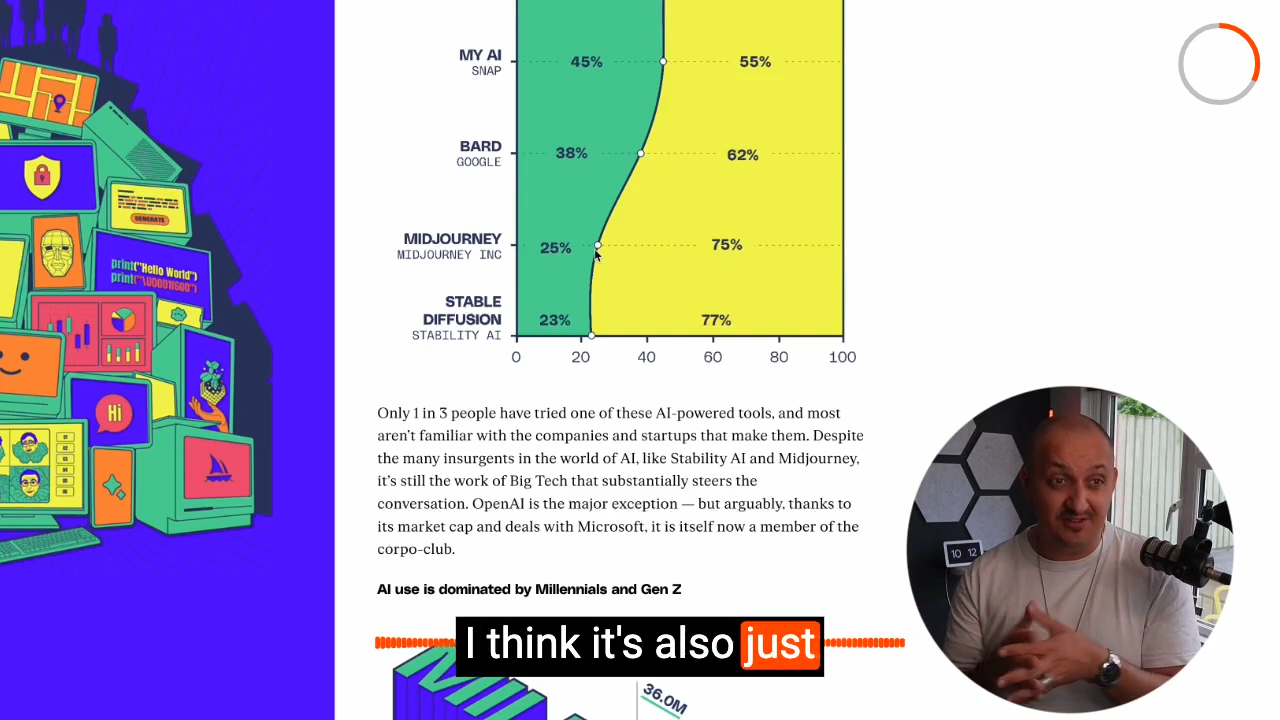 GENERATE
print("Hello World")
print("\U0001f600")
Hi
MY AI
SNAP
45%
55%
BARD
GOOGLE
38%
62%
MIDJOURNEY
MIDJOURNEY INC
25%
75%
STABLE
DIFFUSION
STABILITY AI
23%
77%
0 20 40 60 80 100
Only 1 in 3 people have tried one of these AI-powered tools, and most
aren't familiar with the companies and startups that make them. Despite
the many insurgents in the world of AI, like Stability AI and Midjourney,
it's still the work of Big Tech that substantially steers the
conversation. OpenAI is the major exception — but arguably, thanks to
its market cap and deals with Microsoft, it is itself now a member of the
corpo-club.
AI use is dominated by Millennials and Gen Z
I think it's also just
36.0M
10 12